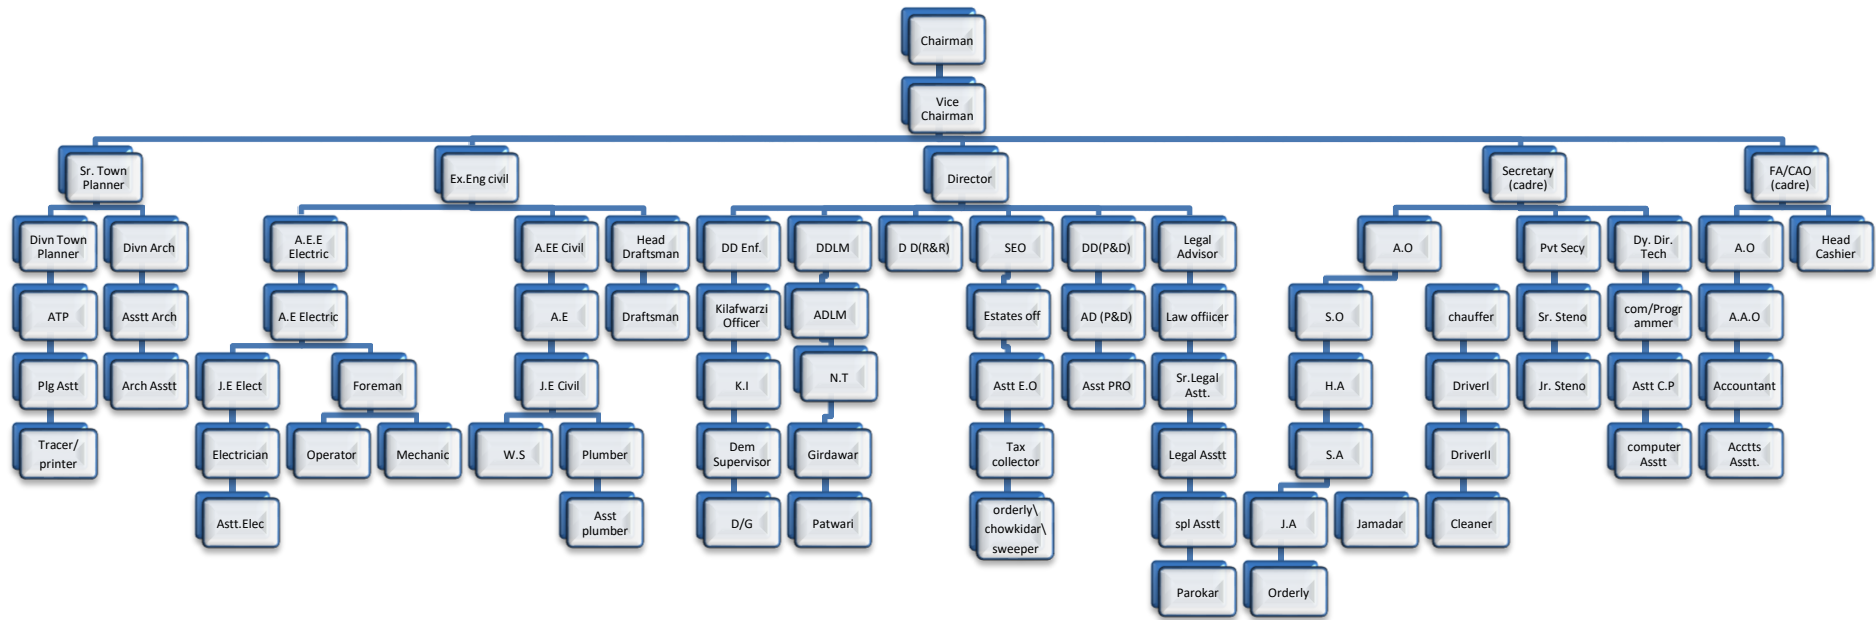 Chairman
Vice
Chairman
Sr. Town
Planner
Ex.Eng civil
Director
Secretary
(cadre)
FA/CAO
(cadre)
Divn Town
Planner
Divn Arch
A.E.E
Electric
A.EE Civil
Head
Draftsman
DD Enf.
DDLM
D D(R&R)
SEO
DD(P&D)
Legal
Advisor
A.O
Pvt Secy
Dy. Dir.
Tech
A.O
Head
Cashier
ATP
Asstt Arch
A.E Electric
A.E
Draftsman
Kilafwarzi
Officer
ADLM
Estates off
AD (P&D)
Law offiicer
S.O
chauffer
Sr. Steno
com/Progr
ammer
A.A.O
Plg Astt
Arch Asstt
J.E Elect
Foreman
J.E Civil
K.I
N.T
Astt E.O
Asst PRO
Sr.Legal
Astt.
H.A
DriverI
Jr. Steno
Astt C.P
Accountant
Tracer/
printer
Electrician
Operator
Mechanic
W.S
Plumber
Dem
Supervisor
Girdawar
Tax
collector
Legal Asstt
S.A
DriverII
computer
Asstt
Acctts
Asstt.
Astt.Elec
Asst
plumber
D/G
Patwari
orderly\
chowkidar\
sweeper
spl Asstt
J.A
Jamadar
Cleaner
Parokar
Orderly